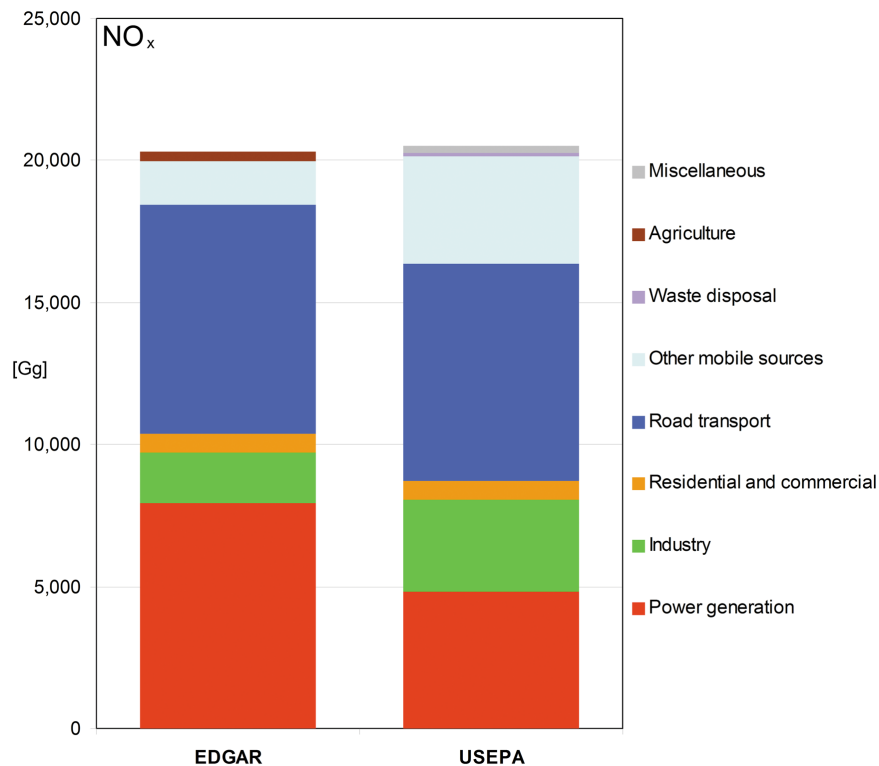 25,000
NOₓ
20,000
15,000
[Gg]
10,000
5,000
0
EDGAR
USEPA
Miscellaneous
Agriculture
Waste disposal
Other mobile sources
Road transport
Residential and commercial
Industry
Power generation